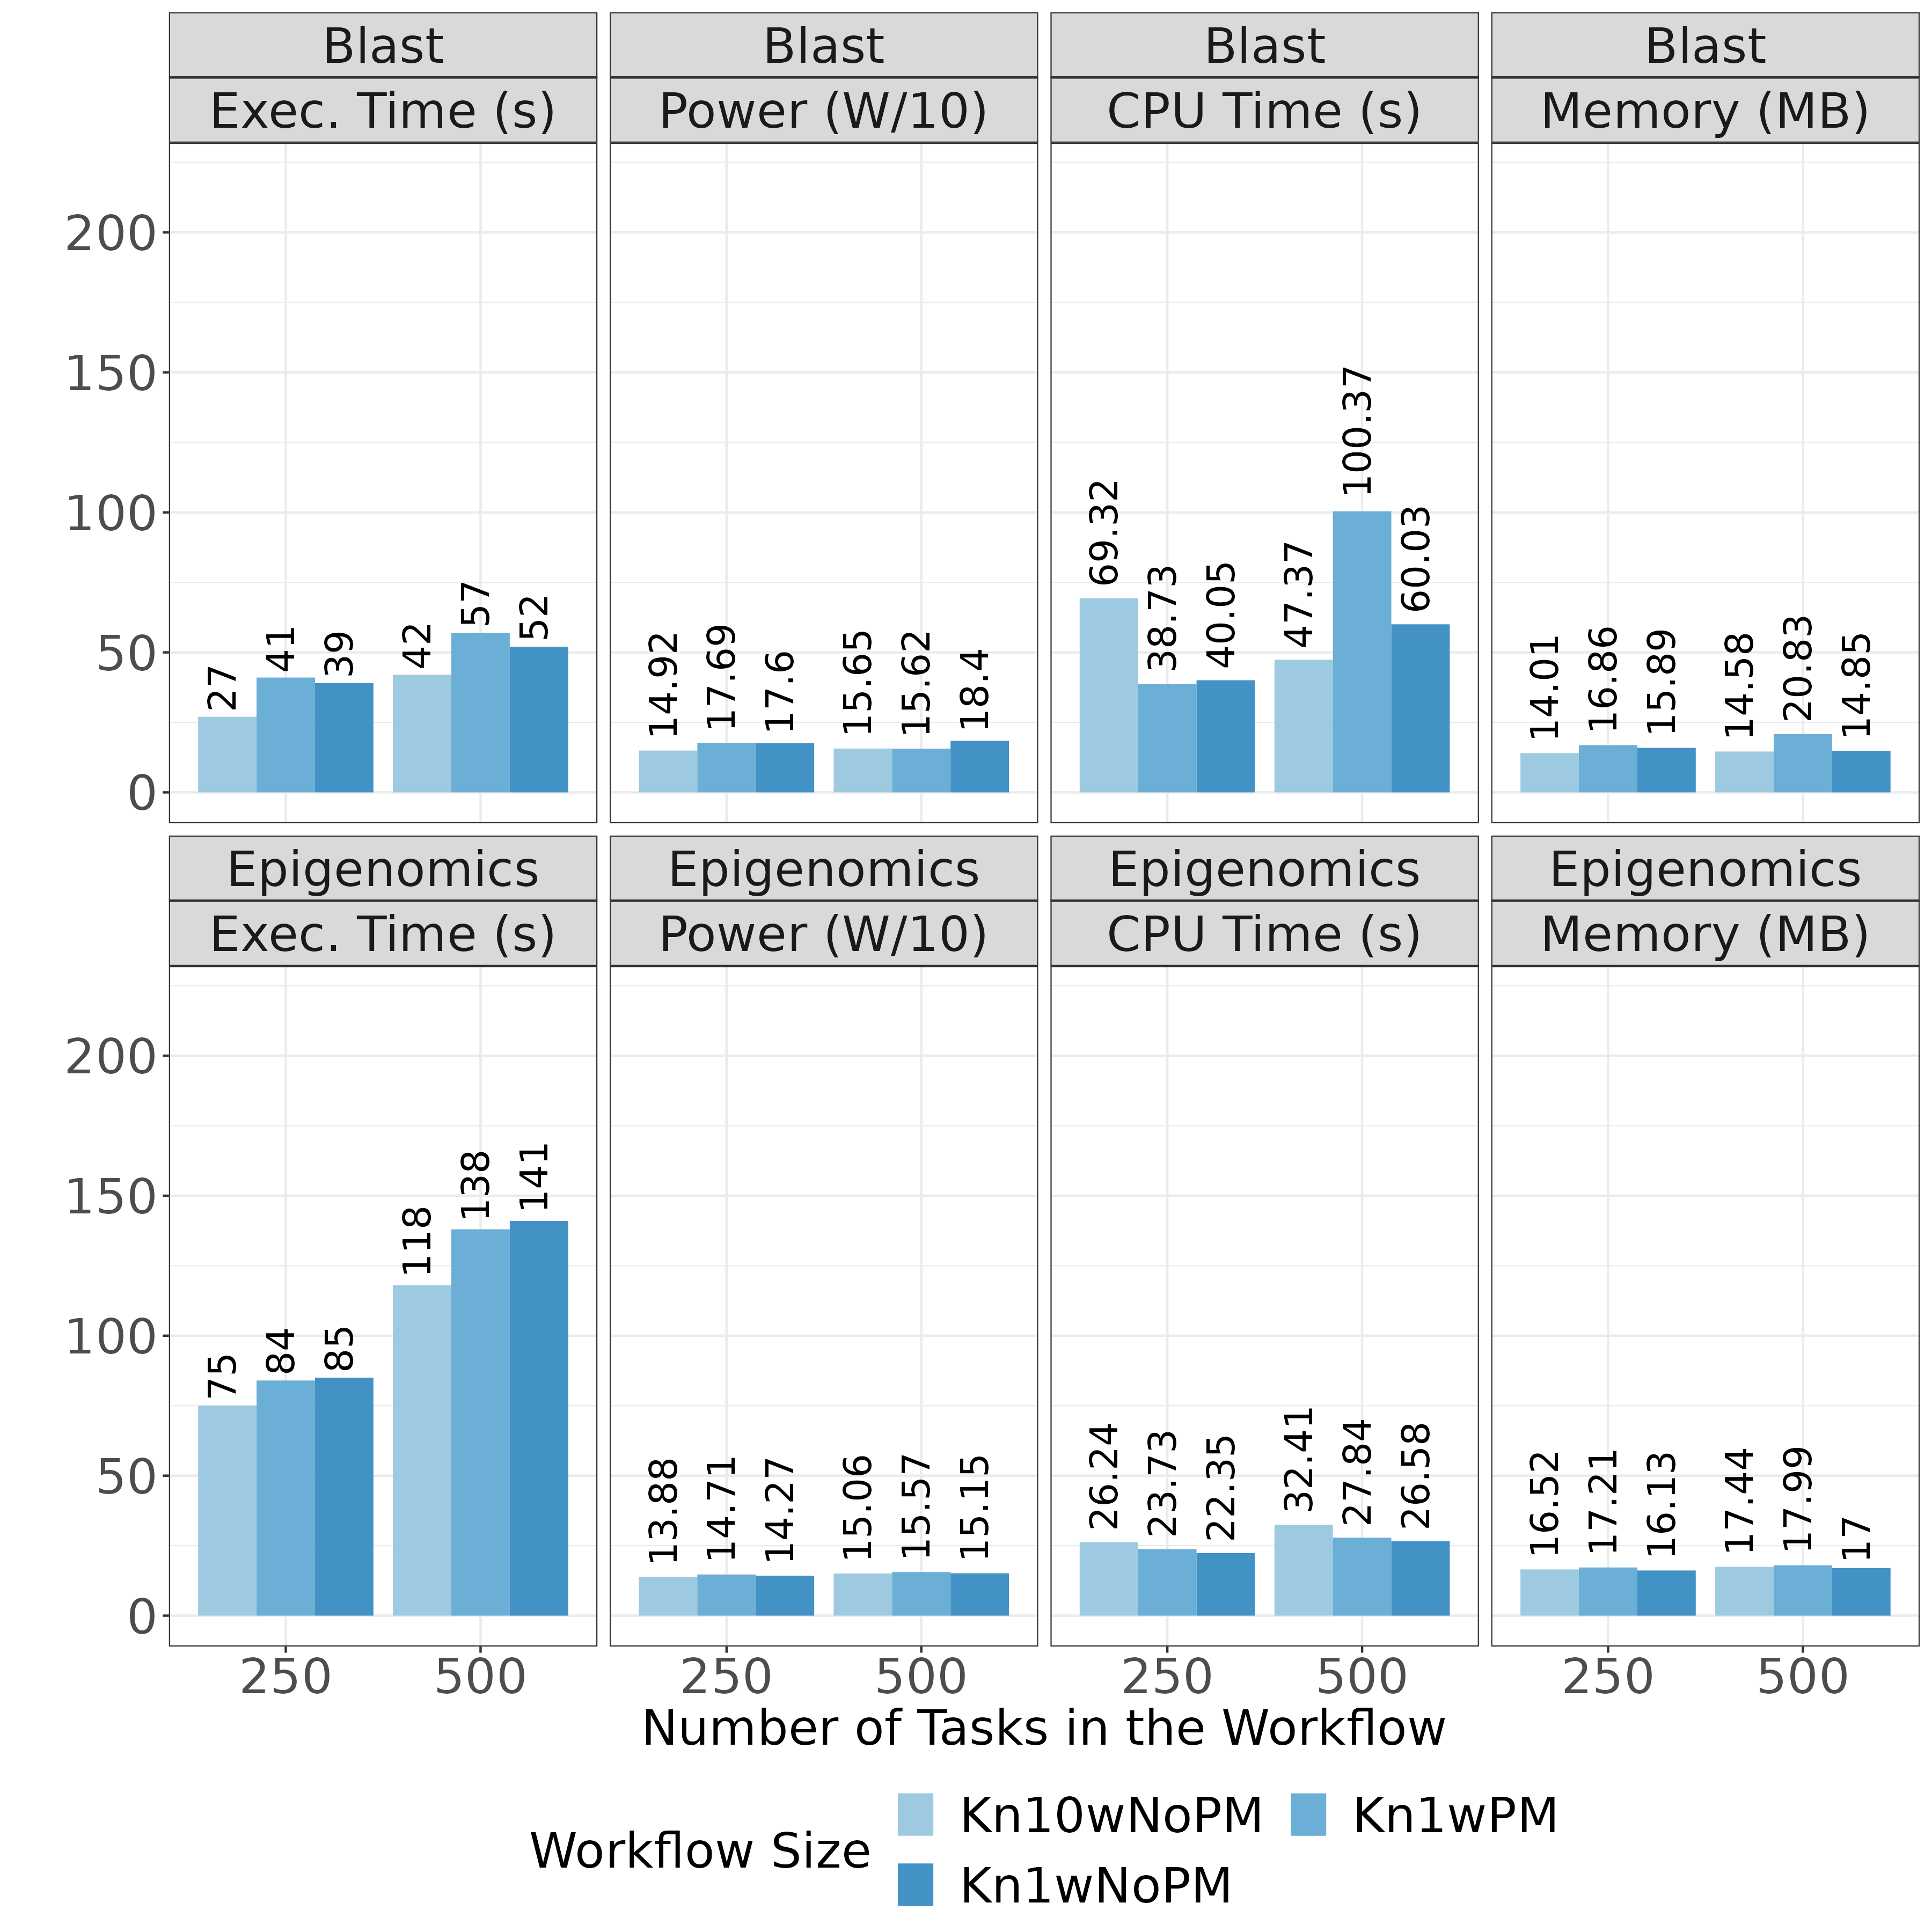 Blast Blast Blast Blast
Exec. Time (s) Power (W/10) CPU Time (s) Memory (MB)
200
150
100
50
0
27 41 39 42 57 52
14.92 17.69 17.6 15.65 15.62 18.4
69.32 38.73 40.05 47.37 100.37 60.03
14.01 16.86 15.89 14.58 20.83 14.85
Epigenomics Epigenomics Epigenomics Epigenomics
Exec. Time (s) Power (W/10) CPU Time (s) Memory (MB)
200
150
100
50
0
75 84 85 118 138 141
13.88 14.71 14.27 15.06 15.57 15.15
26.24 23.73 22.35 32.41 27.84 26.58
16.52 17.21 16.13 17.44 17.99 17
250 500 250 500 250 500 250 500
Number of Tasks in the Workflow
Workflow Size
Kn10wNoPM Kn1wPM
Kn1wNoPM